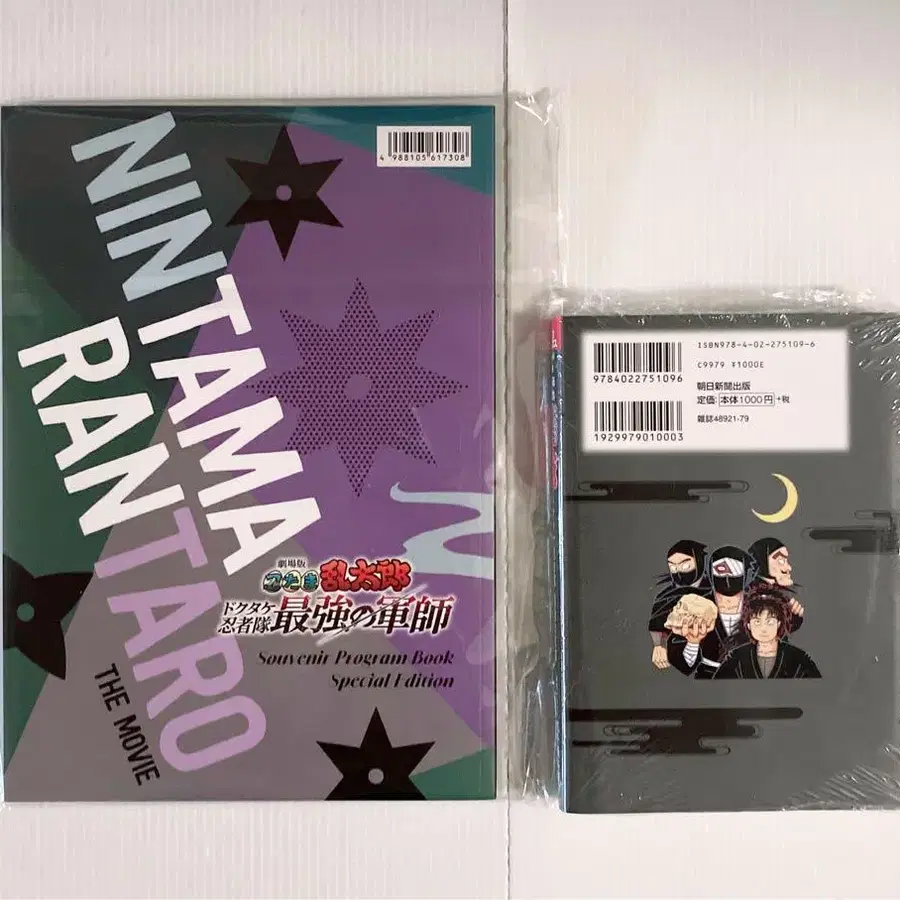 4 988105 617308
NINTAMA
RANTARO
THE MOVIE
劇場版
忍たま乱太郎
ドクタケ
忍者隊
最強の軍師
Souvenir Program Book
Special Edition
ISBN978-4-02-275109-6
C9979 ¥1000E
9784022751096
朝日新聞出版
定価：本体1000円+税
雑誌48921-79
1929979010003